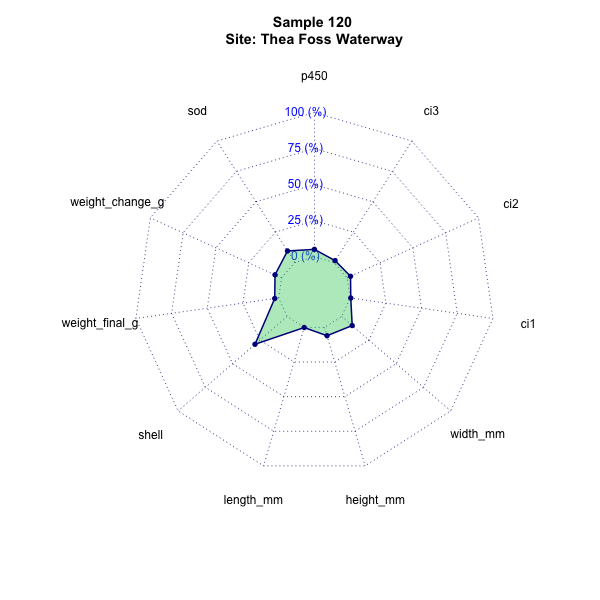 Sample 120
Site: Thea Foss Waterway
p450
sod
ci3
100 (%)
75 (%)
50 (%)
25 (%)
0 (%)
weight_change_g
ci2
weight_final_g
ci1
shell
width_mm
length_mm
height_mm